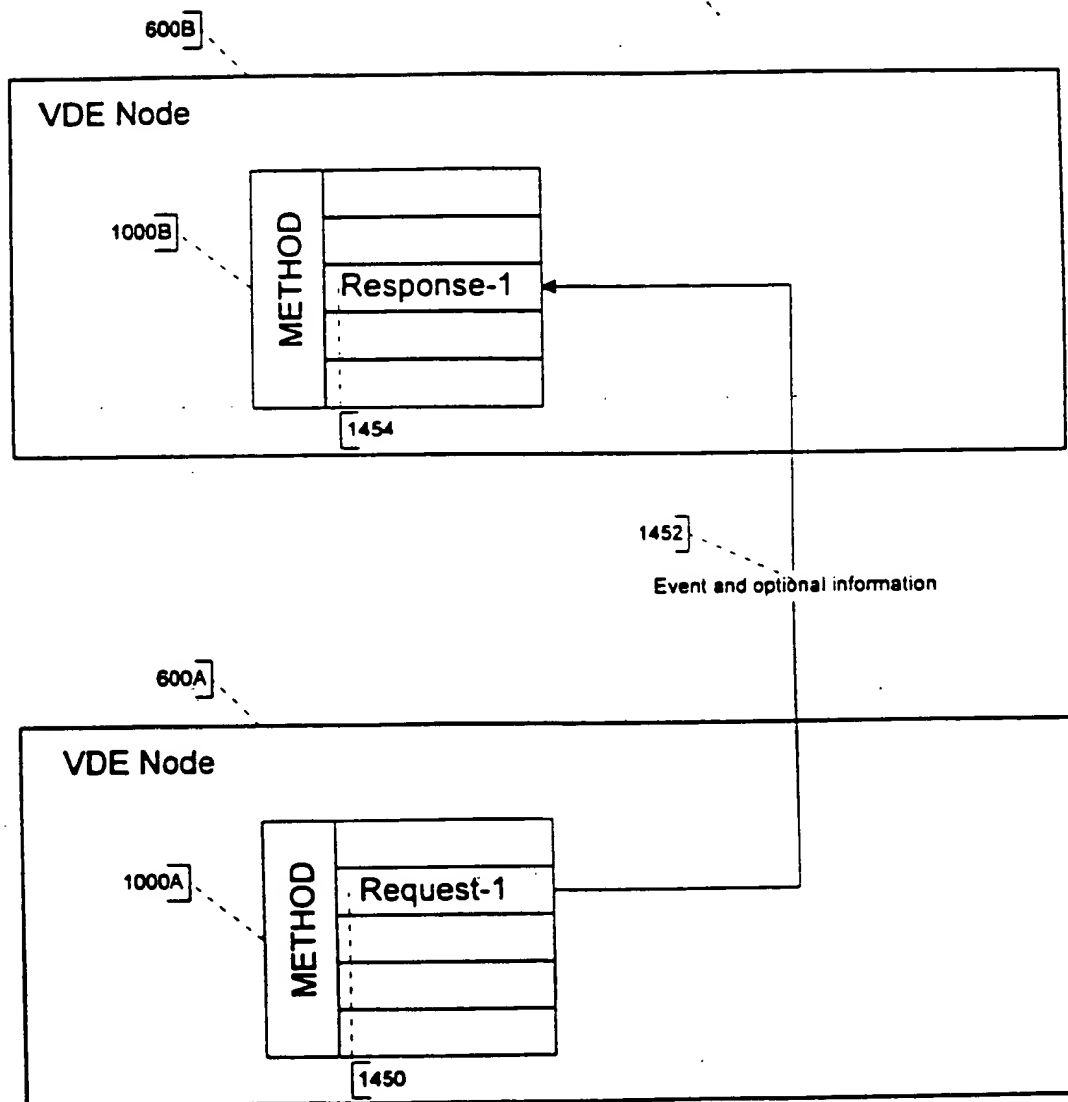 600B
VDE Node
1000B
METHOD
Response-1
1454
1452
Event and optional information
600A
VDE Node
1000A
METHOD
Request-1
1450